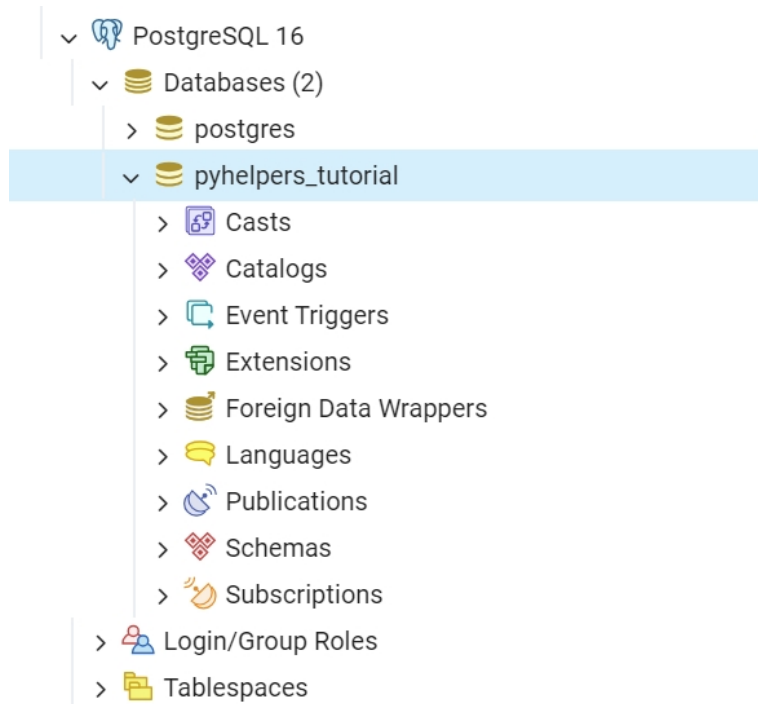 PostgreSQL 16
Databases (2)
postgres
pyhelpers_tutorial
Casts
Catalogs
Event Triggers
Extensions
Foreign Data Wrappers
Languages
Publications
Schemas
Subscriptions
Login/Group Roles
Tablespaces